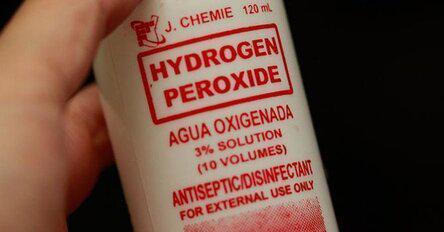 J. CHEMIE 120 mL
HYDROGEN
PEROXIDE
AGUA OXIGENADA
3% SOLUTION
(10 VOLUMES)
ANTISEPTIC/DISINFECTANT
FOR EXTERNAL USE ONLY